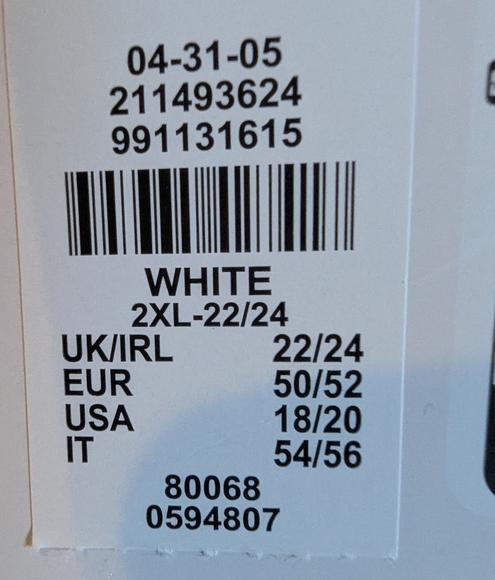 04-31-05
211493624
991131615
WHITE
2XL-22/24
UK/IRL 22/24
EUR 50/52
USA 18/20
IT 54/56
80068
0594807